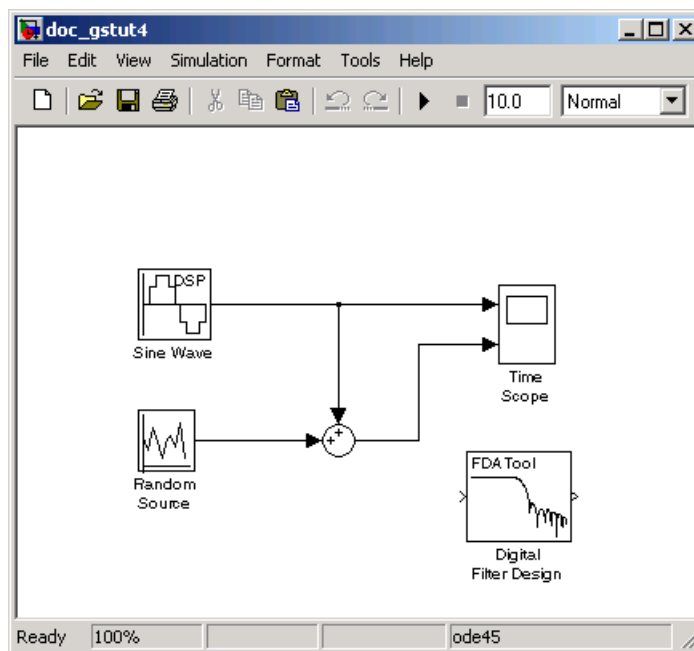 doc_gstut4
File Edit View Simulation Format Tools Help
10.0 Normal
DSP
Sine Wave
Time
Scope
Random
Source
FDATool
Digital
Filter Design
Ready 100% ode45